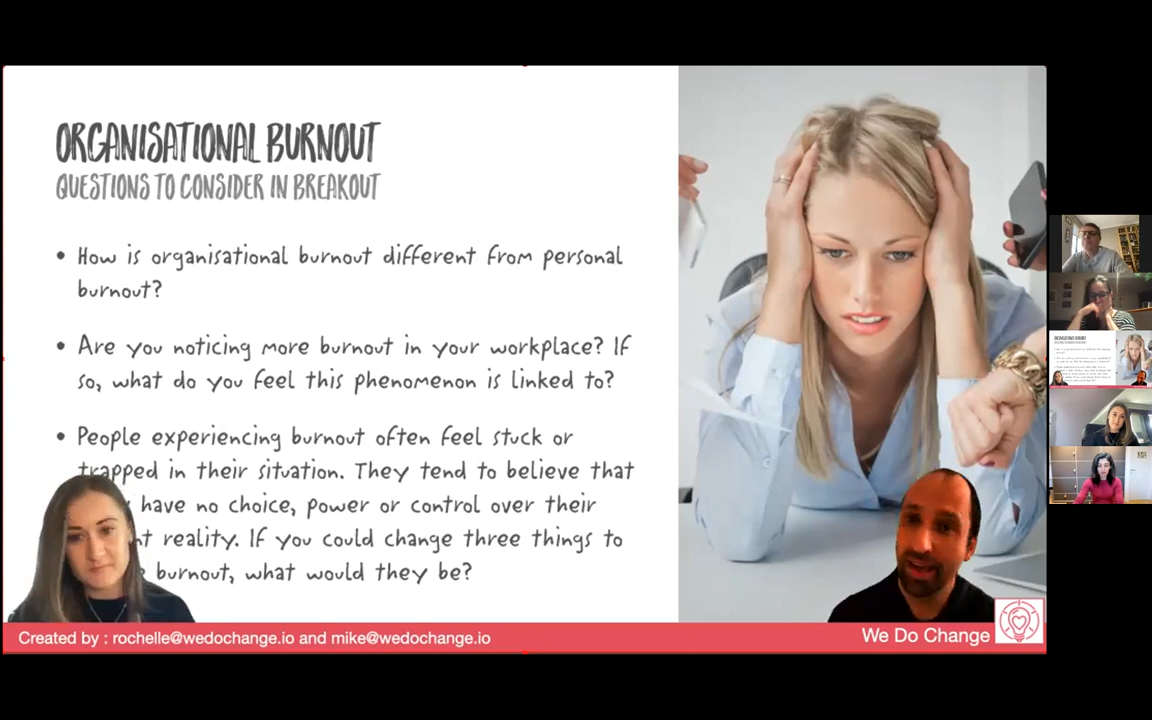 ORGANISATIONAL BURNOUT
QUESTIONS TO CONSIDER IN BREAKOUT
• How is organisational burnout different from personal
burnout?
• Are you noticing more burnout in your workplace? If
so, what do you feel this phenomenon is linked to?
• People experiencing burnout often feel stuck or
trapped in their situation. They tend to believe that
have no choice, power or control over their
reality. If you could change three things to
burnout, what would they be?
Created by : rochelle@wedochange.io and mike@wedochange.io
We Do Change